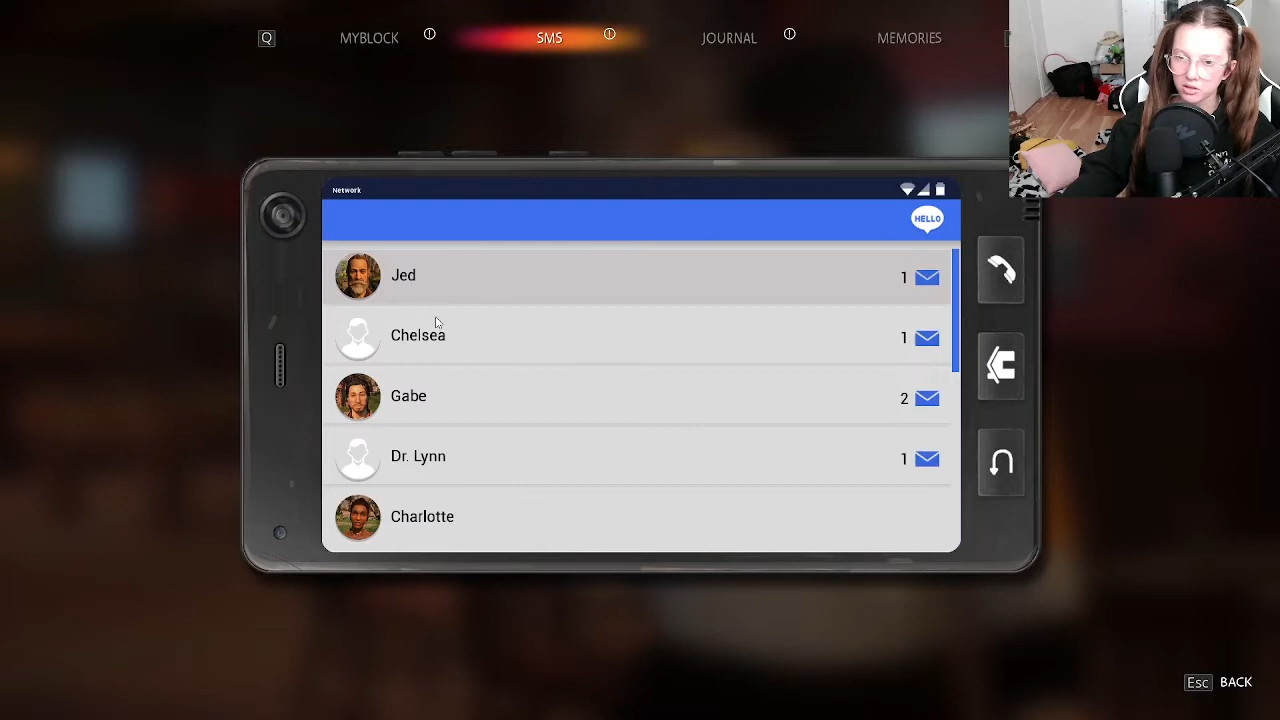 Q MYBLOCK SMS JOURNAL MEMORIES
Network
HELLO
Jed 1
Chelsea 1
Gabe 2
Dr. Lynn 1
Charlotte
Esc BACK